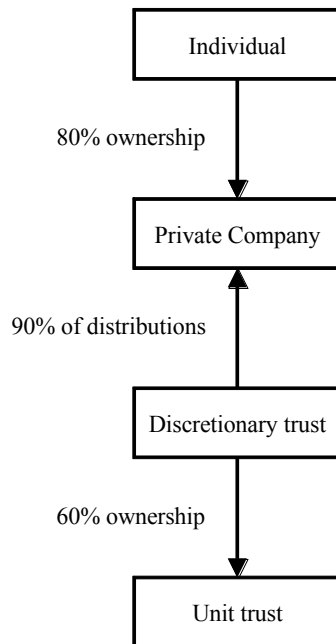 Individual
80% ownership
Private Company
90% of distributions
Discretionary trust
60% ownership
Unit trust